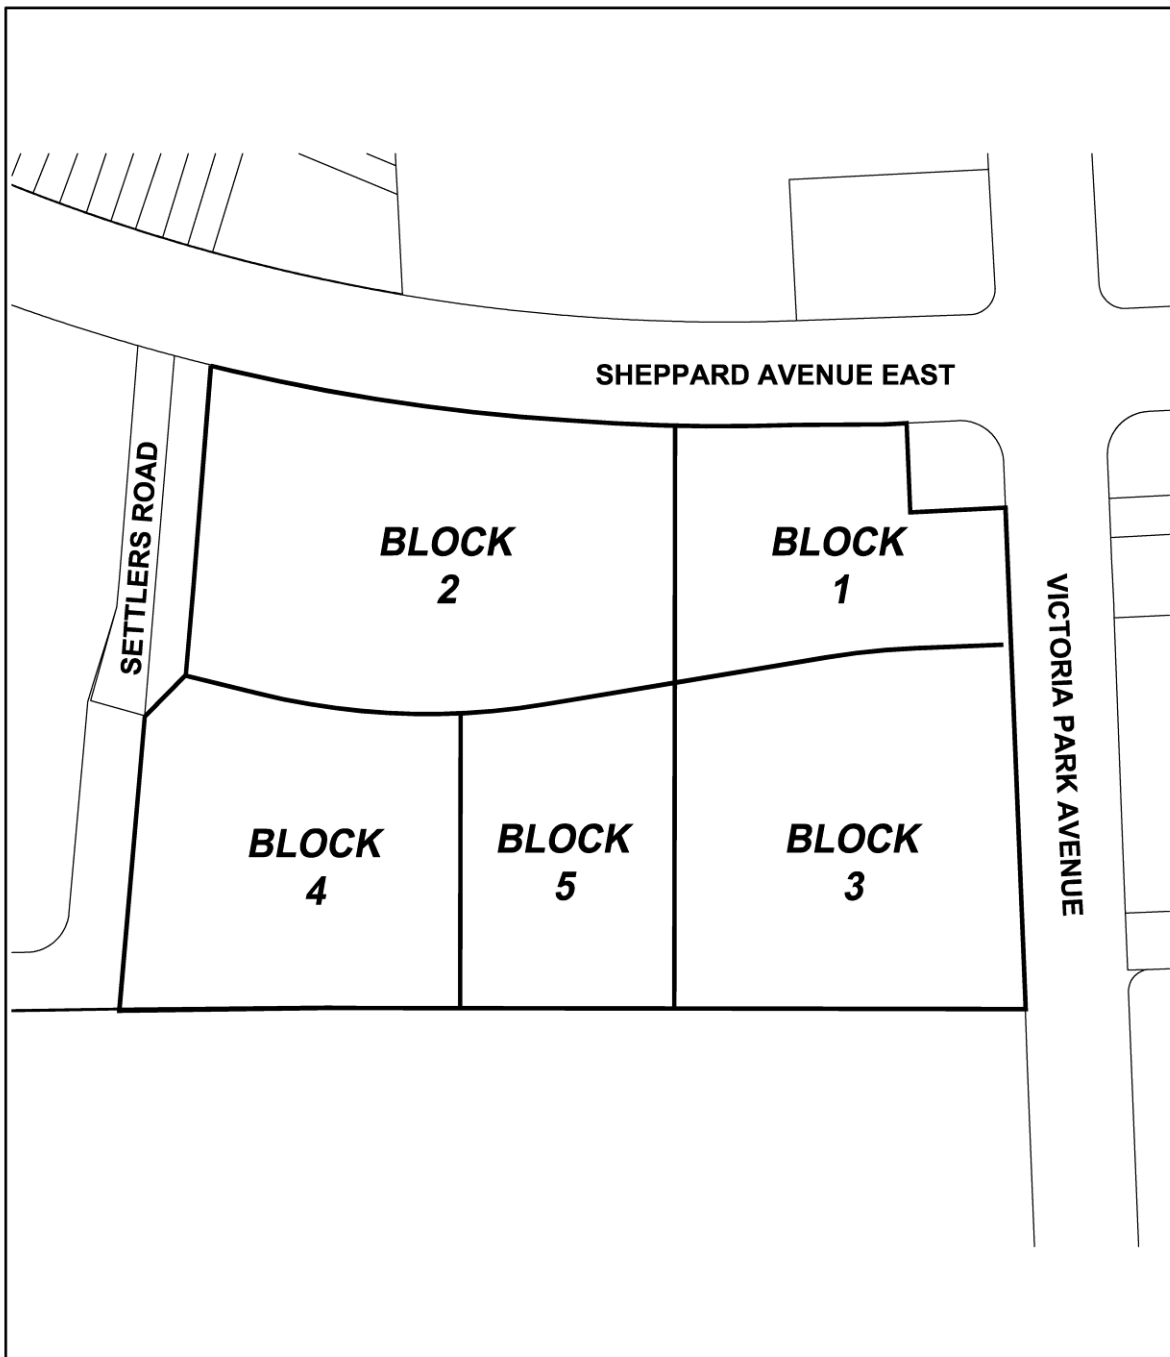 SHEPPARD AVENUE EAST
SETTLERS ROAD
BLOCK
2
BLOCK
1
VICTORIA PARK AVENUE
BLOCK
4
BLOCK
5
BLOCK
3